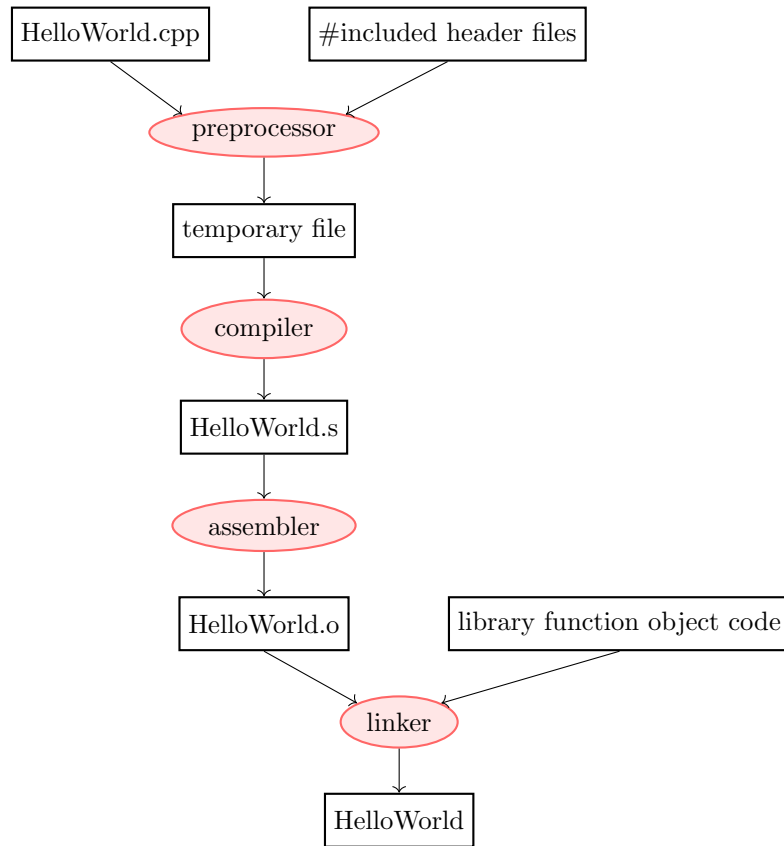 HelloWorld.cpp
#included header files
preprocessor
temporary file
compiler
HelloWorld.s
assembler
HelloWorld.o
library function object code
linker
HelloWorld